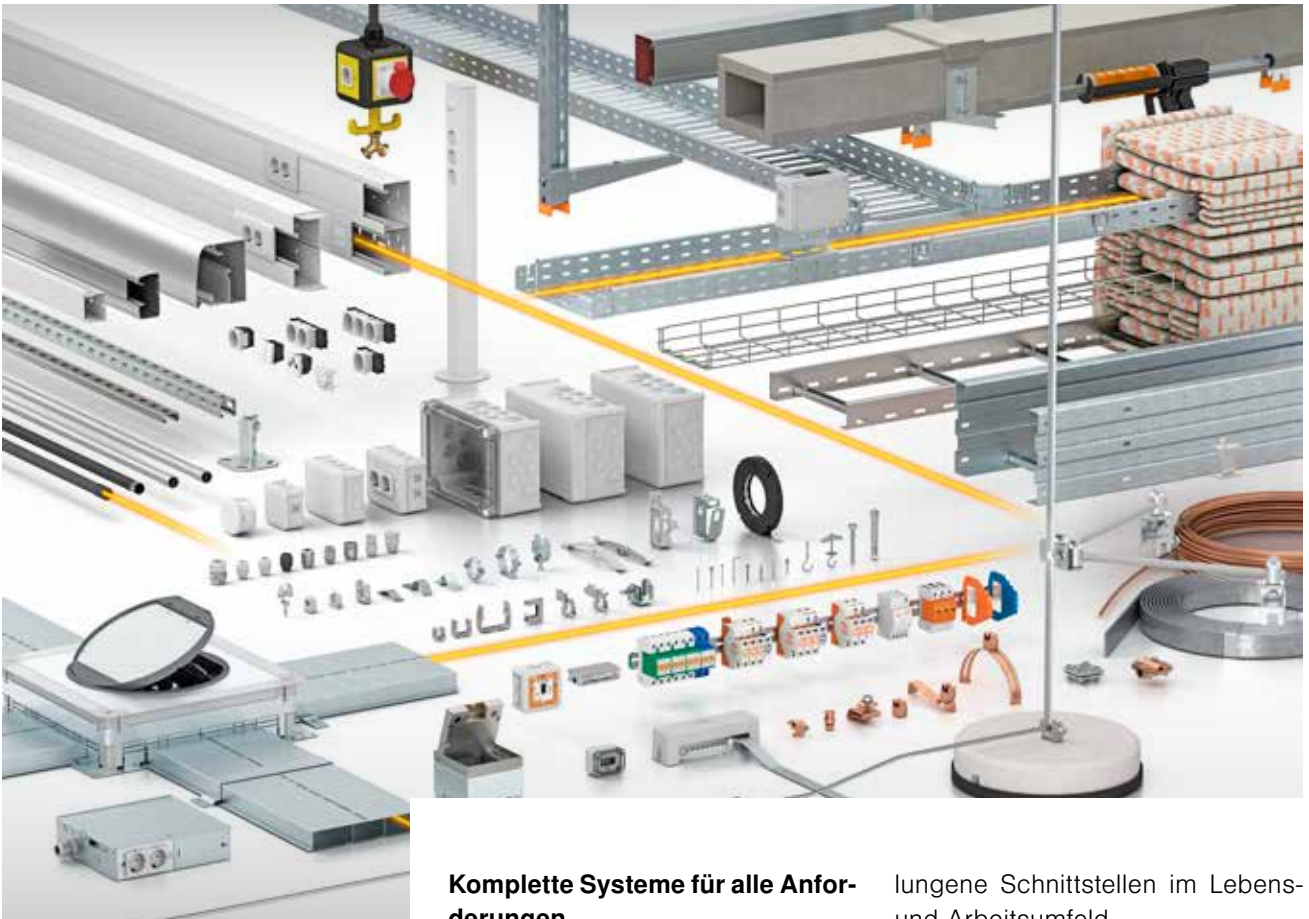 Komplette Systeme für alle Anfor-
derungen
lungene Schnittstellen im Lebens-
und Arbeitsumfeld